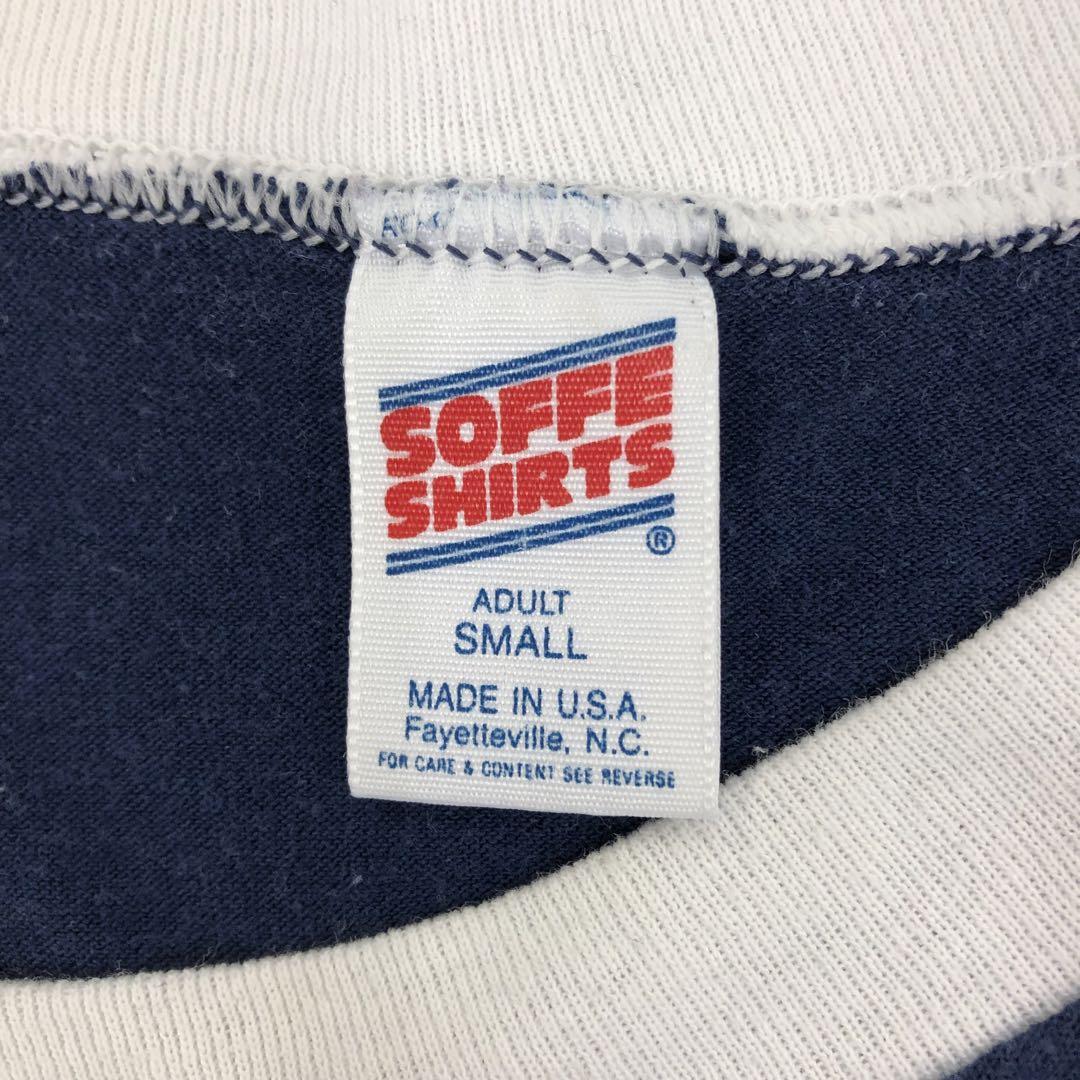 SOFFE
SHIRTS
®
ADULT
SMALL
MADE IN U.S.A.
Fayetteville, N.C.
FOR CARE & CONTENT SEE REVERSE